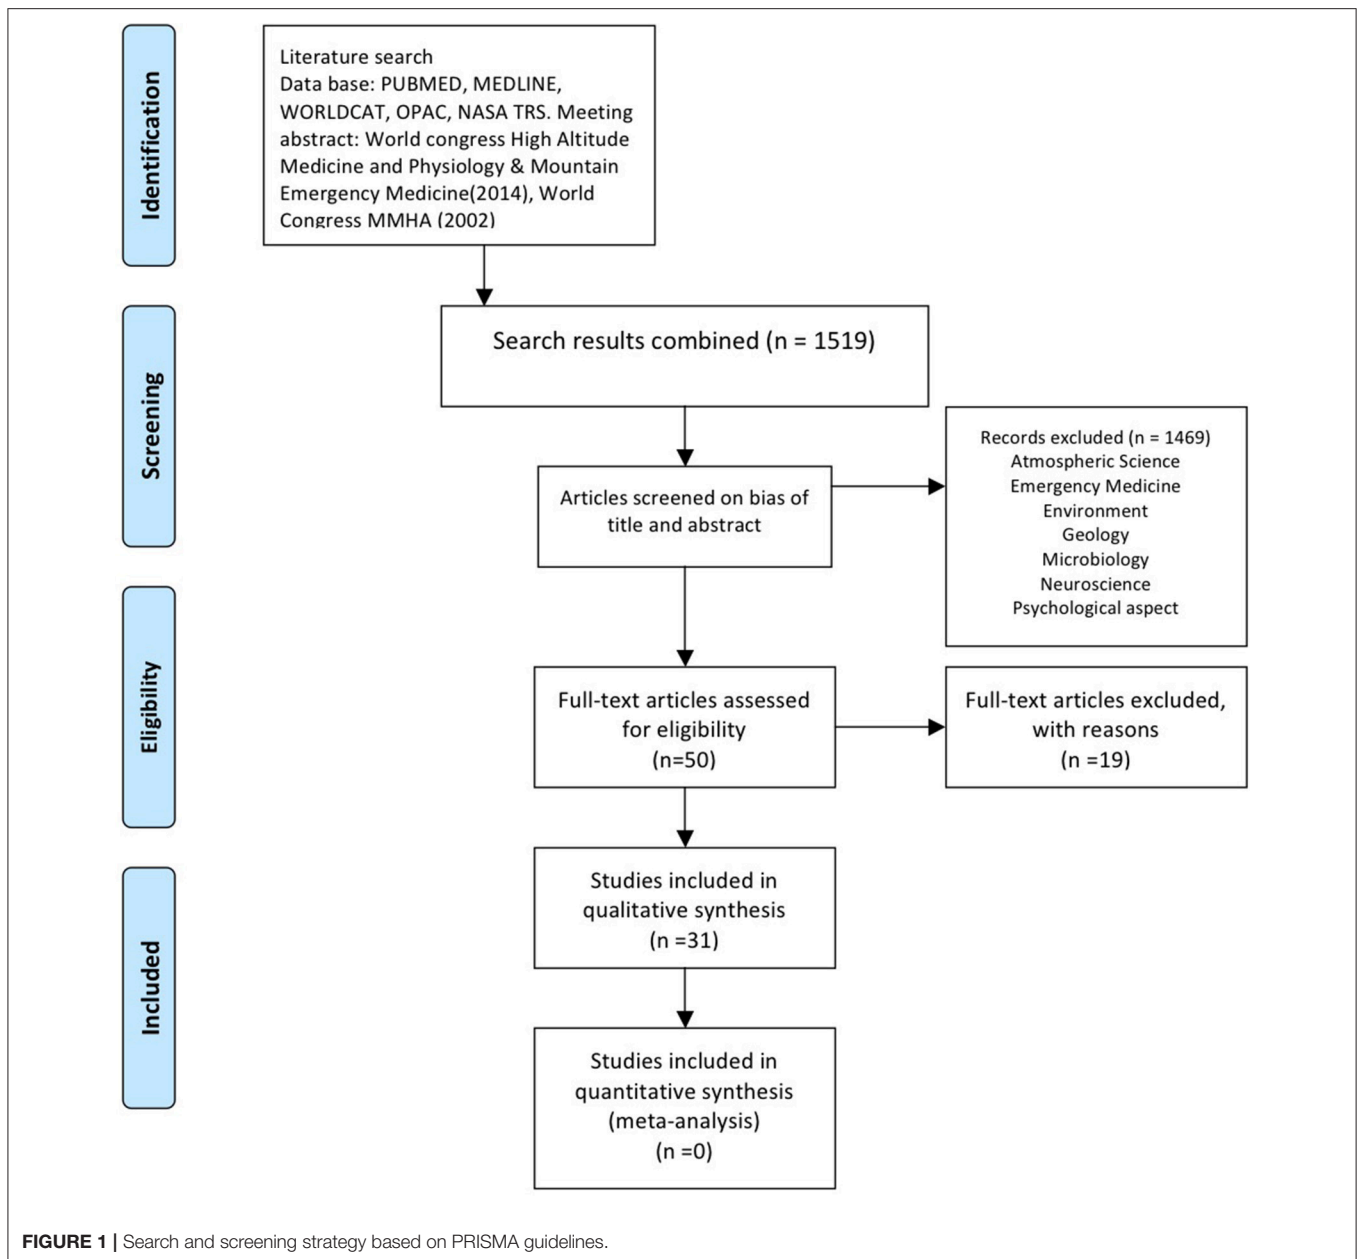 Identification
Literature search
Data base: PUBMED, MEDLINE,
WORLDCAT, OPAC, NASA TRS. Meeting
abstract: World congress High Altitude
Medicine and Physiology & Mountain
Emergency Medicine(2014), World
Congress MMHA (2002)
Screening
Search results combined (n = 1519)
Articles screened on bias of
title and abstract
Records excluded (n = 1469)
Atmospheric Science
Emergency Medicine
Environment
Geology
Microbiology
Neuroscience
Psychological aspect
Eligibility
Full-text articles assessed
for eligibility
(n=50)
Full-text articles excluded,
with reasons
(n =19)
Included
Studies included in
qualitative synthesis
(n =31)
Studies included in
quantitative synthesis
(meta-analysis)
(n =0)
FIGURE 1 | Search and screening strategy based on PRISMA guidelines.